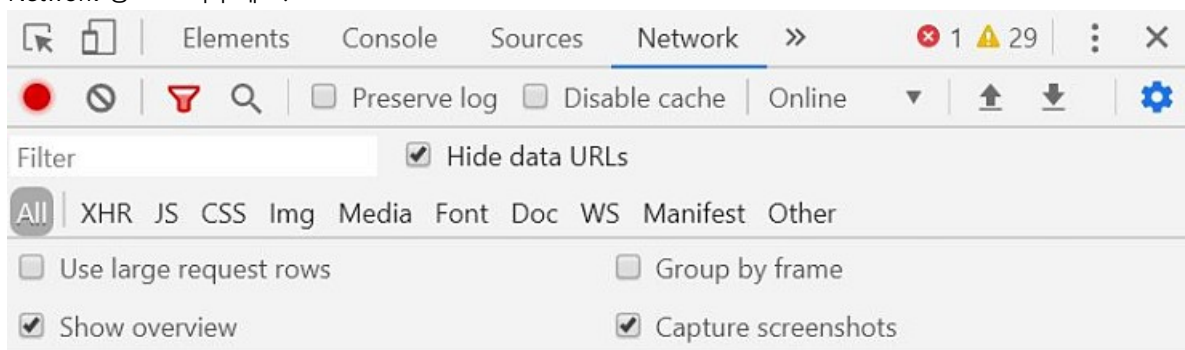 Elements Console Sources Network » 1 29
Preserve log Disable cache Online
Filter Hide data URLs
All XHR JS CSS Img Media Font Doc WS Manifest Other
Use large request rows Group by frame
Show overview Capture screenshots